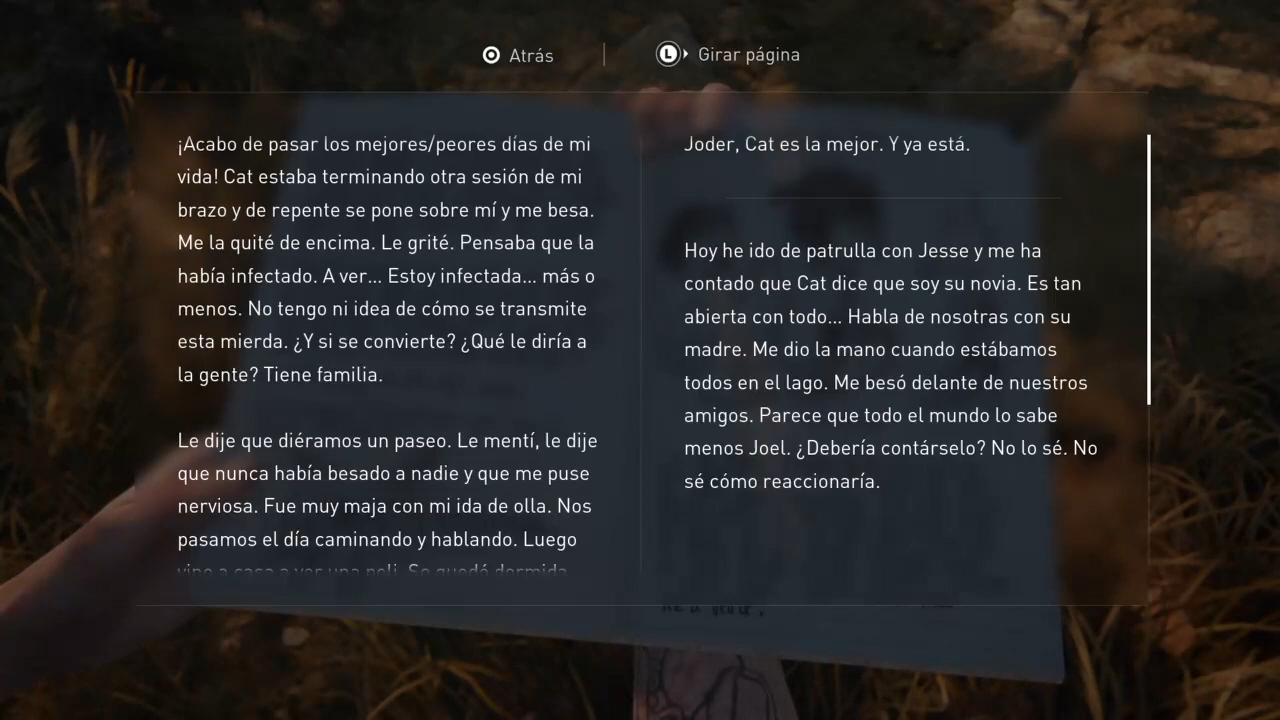 Atrás
Girar página
¡Acabo de pasar los mejores/peores días de mi
vida! Cat estaba terminando otra sesión de mi
brazo y de repente se pone sobre mí y me besa.
Me la quité de encima. Le grité. Pensaba que la
había infectado. A ver... Estoy infectada... más o
menos. No tengo ni idea de cómo se transmite
esta mierda. ¿Y si se convierte? ¿Qué le diría a
la gente? Tiene familia.
Le dije que diéramos un paseo. Le mentí, le dije
que nunca había besado a nadie y que me puse
nerviosa. Fue muy maja con mi ida de olla. Nos
pasamos el día caminando y hablando. Luego
vino a casa a ver una peli. Se quedó dormida
Joder, Cat es la mejor. Y ya está.
Hoy he ido de patrulla con Jesse y me ha
contado que Cat dice que soy su novia. Es tan
abierta con todo... Habla de nosotras con su
madre. Me dio la mano cuando estábamos
todos en el lago. Me besó delante de nuestros
amigos. Parece que todo el mundo lo sabe
menos Joel. ¿Debería contárselo? No lo sé. No
sé cómo reaccionaría.